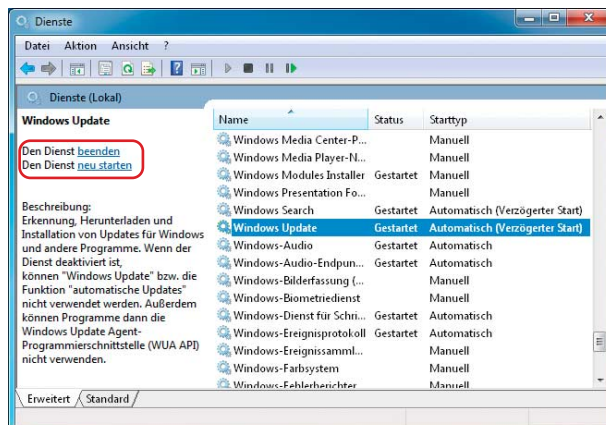 Dienste
Datei Aktion Ansicht ?
Dienste (Lokal)
Windows Update
Den Dienst beenden
Den Dienst neu starten
Beschreibung:
Erkennung, Herunterladen und
Installation von Updates für Windows
und andere Programme. Wenn der
Dienst deaktiviert ist,
können "Windows Update" bzw. die
Funktion "automatische Updates"
nicht verwendet werden. Außerdem
können Programme dann die
Windows Update Agent-
Programmierschnittstelle (WUA API)
nicht verwenden.
Name Status Starttyp
Windows Media Center-P... Manuell
Windows Media Player-N... Manuell
Windows Modules Installer Gestartet Manuell
Windows Presentation Fo... Manuell
Windows Search Gestartet Automatisch (Verzögerter Start)
Windows Update Gestartet Automatisch (Verzögerter Start)
Windows-Audio Gestartet Automatisch
Windows-Audio-Endpun... Gestartet Automatisch
Windows-Bilderfassung (... Manuell
Windows-Biometriedienst Manuell
Windows-Dienst für Schri... Gestartet Automatisch
Windows-Ereignisprotokoll Gestartet Automatisch
Windows-Ereignissamml... Manuell
Windows-Farbsystem Manuell
Windows-Fehlerberichter... Manuell
Erweitert Standard